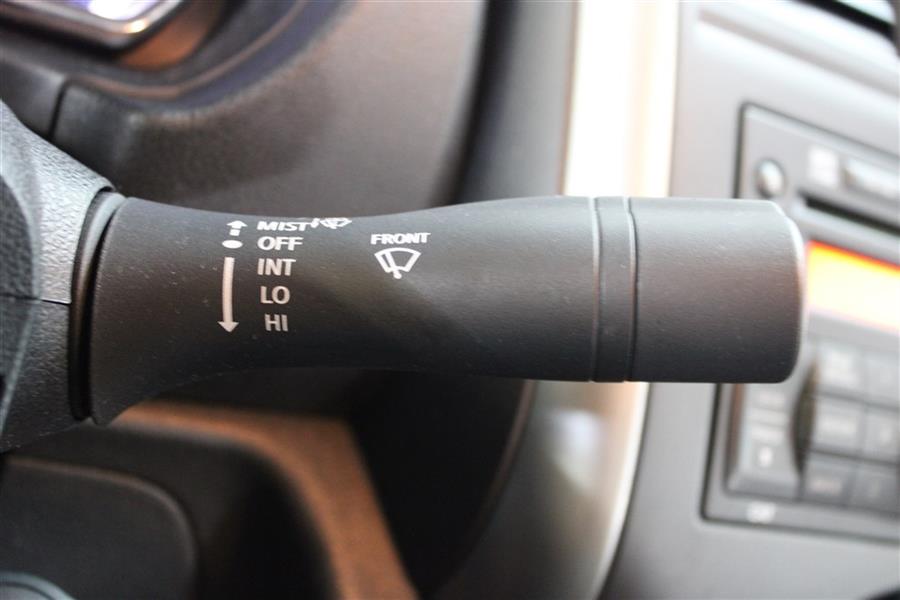 MIST
OFF
INT
LO
HI
FRONT